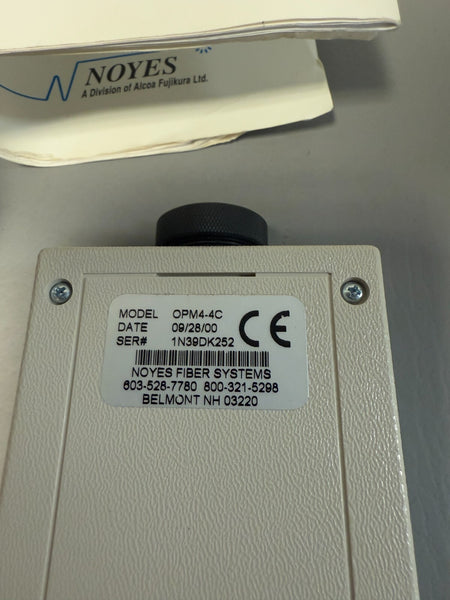 NOYES
A Division of Alcoa Fujikura Ltd.
MODEL OPM4-4C
DATE 09/28/00
SER# 1N39DK252
CE
NOYES FIBER SYSTEMS
603-528-7780 800-321-5298
BELMONT NH 03220